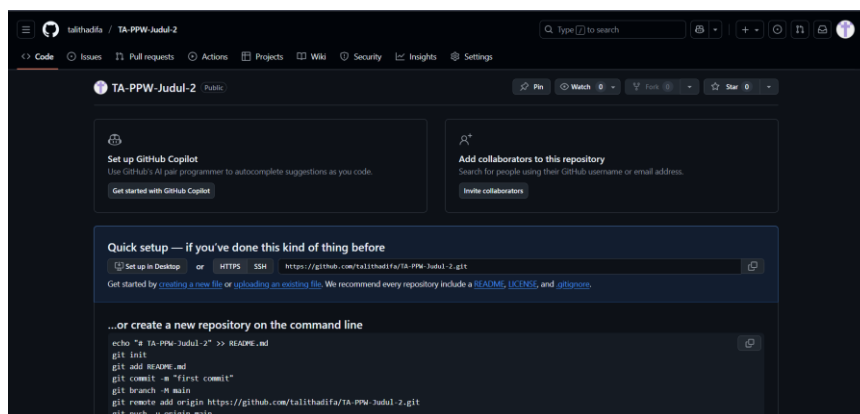 talithadifa / TA-PPW-Judul-2
Type / to search
Code Issues Pull requests Actions Projects Wiki Security Insights Settings
TA-PPW-Judul-2 Public
Pin Watch 0 Fork 0 Star 0
Set up GitHub Copilot
Use GitHub's AI pair programmer to autocomplete suggestions as you code.
Get started with GitHub Copilot
Add collaborators to this repository
Search for people using their GitHub username or email address.
Invite collaborators
Quick setup — if you've done this kind of thing before
Set up in Desktop or HTTPS SSH https://github.com/talithadifa/TA-PPW-Judul-2.git
Get started by creating a new file or uploading an existing file. We recommend every repository include a README, LICENSE, and .gitignore.
...or create a new repository on the command line
echo "# TA-PPW-Judul-2" >> README.md
git init
git add README.md
git commit -m "first commit"
git branch -M main
git remote add origin https://github.com/talithadifa/TA-PPW-Judul-2.git
git push -u origin main